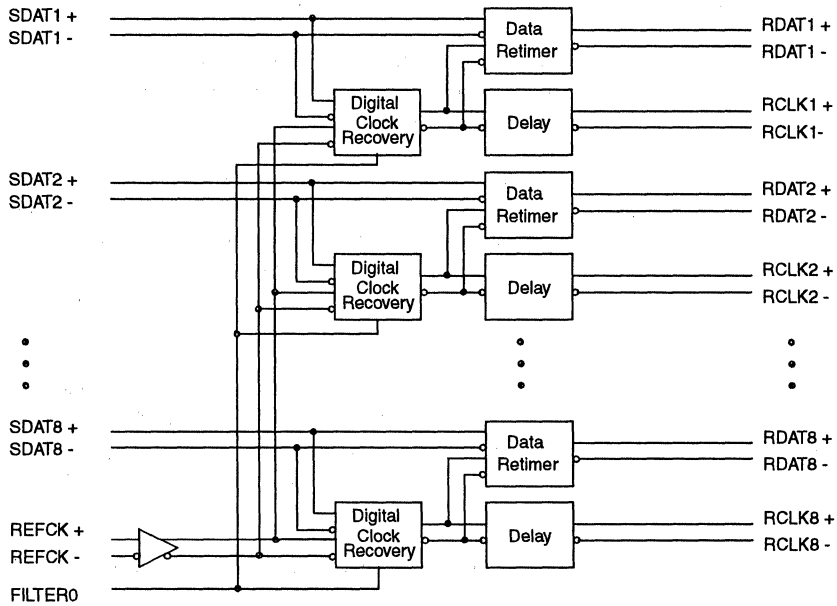 SDAT1 +
SDAT1 -
Data
Retimer
RDAT1 +
RDAT1 -
Digital
Clock
Recovery
Delay
RCLK1 +
RCLK1-
SDAT2 +
SDAT2 -
Data
Retimer
RDAT2 +
RDAT2 -
Digital
Clock
Recovery
Delay
RCLK2 +
RCLK2 -
SDAT8 +
SDAT8 -
Data
Retimer
RDAT8 +
RDAT8 -
Digital
Clock
Recovery
Delay
RCLK8 +
RCLK8 -
REFCK +
REFCK -
FILTER0